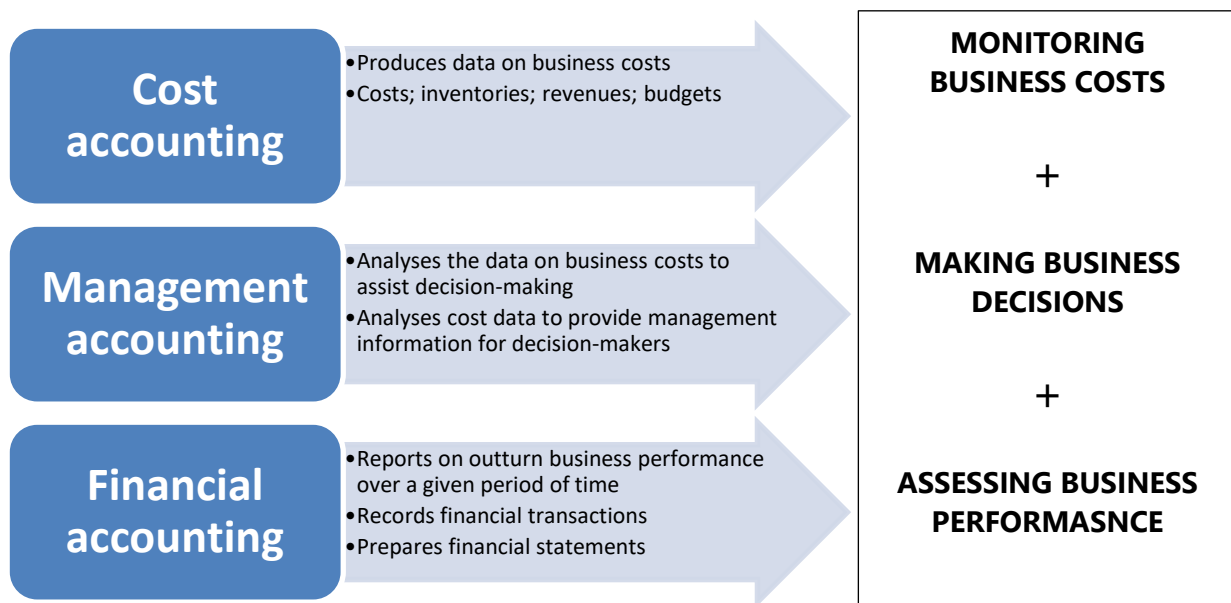 Cost
accounting
•Produces data on business costs
•Costs; inventories; revenues; budgets
Management
accounting
•Analyses the data on business costs to
assist decision-making
•Analyses cost data to provide management
information for decision-makers
Financial
accounting
•Reports on outturn business performance
over a given period of time
•Records financial transactions
•Prepares financial statements
MONITORING
BUSINESS COSTS
+
MAKING BUSINESS
DECISIONS
+
ASSESSING BUSINESS
PERFORMASNCE